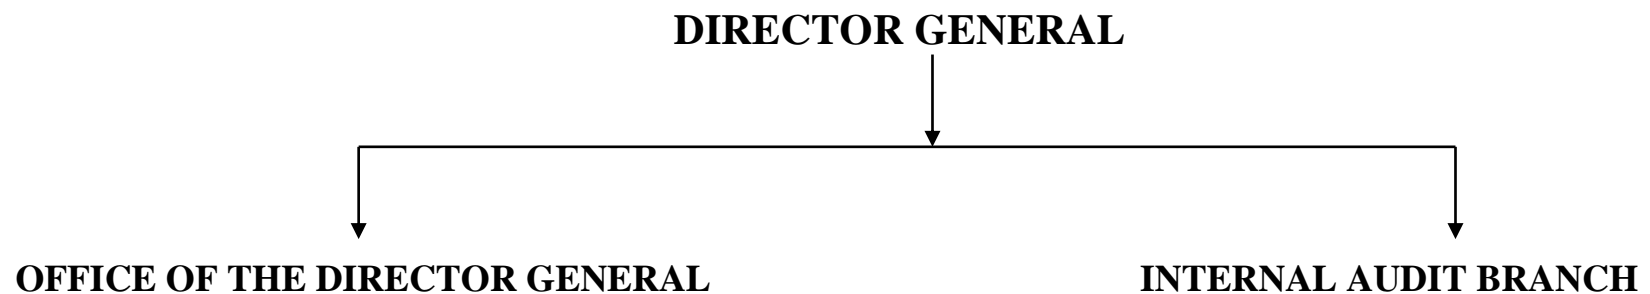 DIRECTOR GENERAL
OFFICE OF THE DIRECTOR GENERAL
INTERNAL AUDIT BRANCH